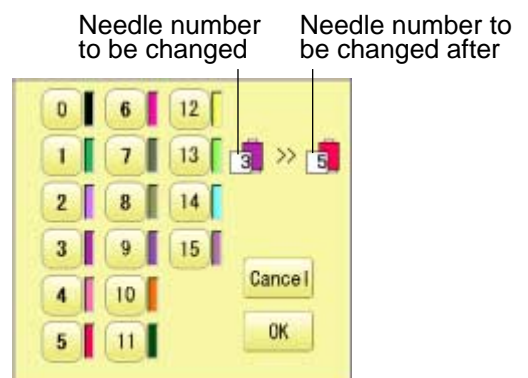 Needle number
to be changed
Needle number to
be changed after
0 6 12
1 7 13 3 >> 5
2 8 14
3 9 15
4 10 Cancel
5 11 OK